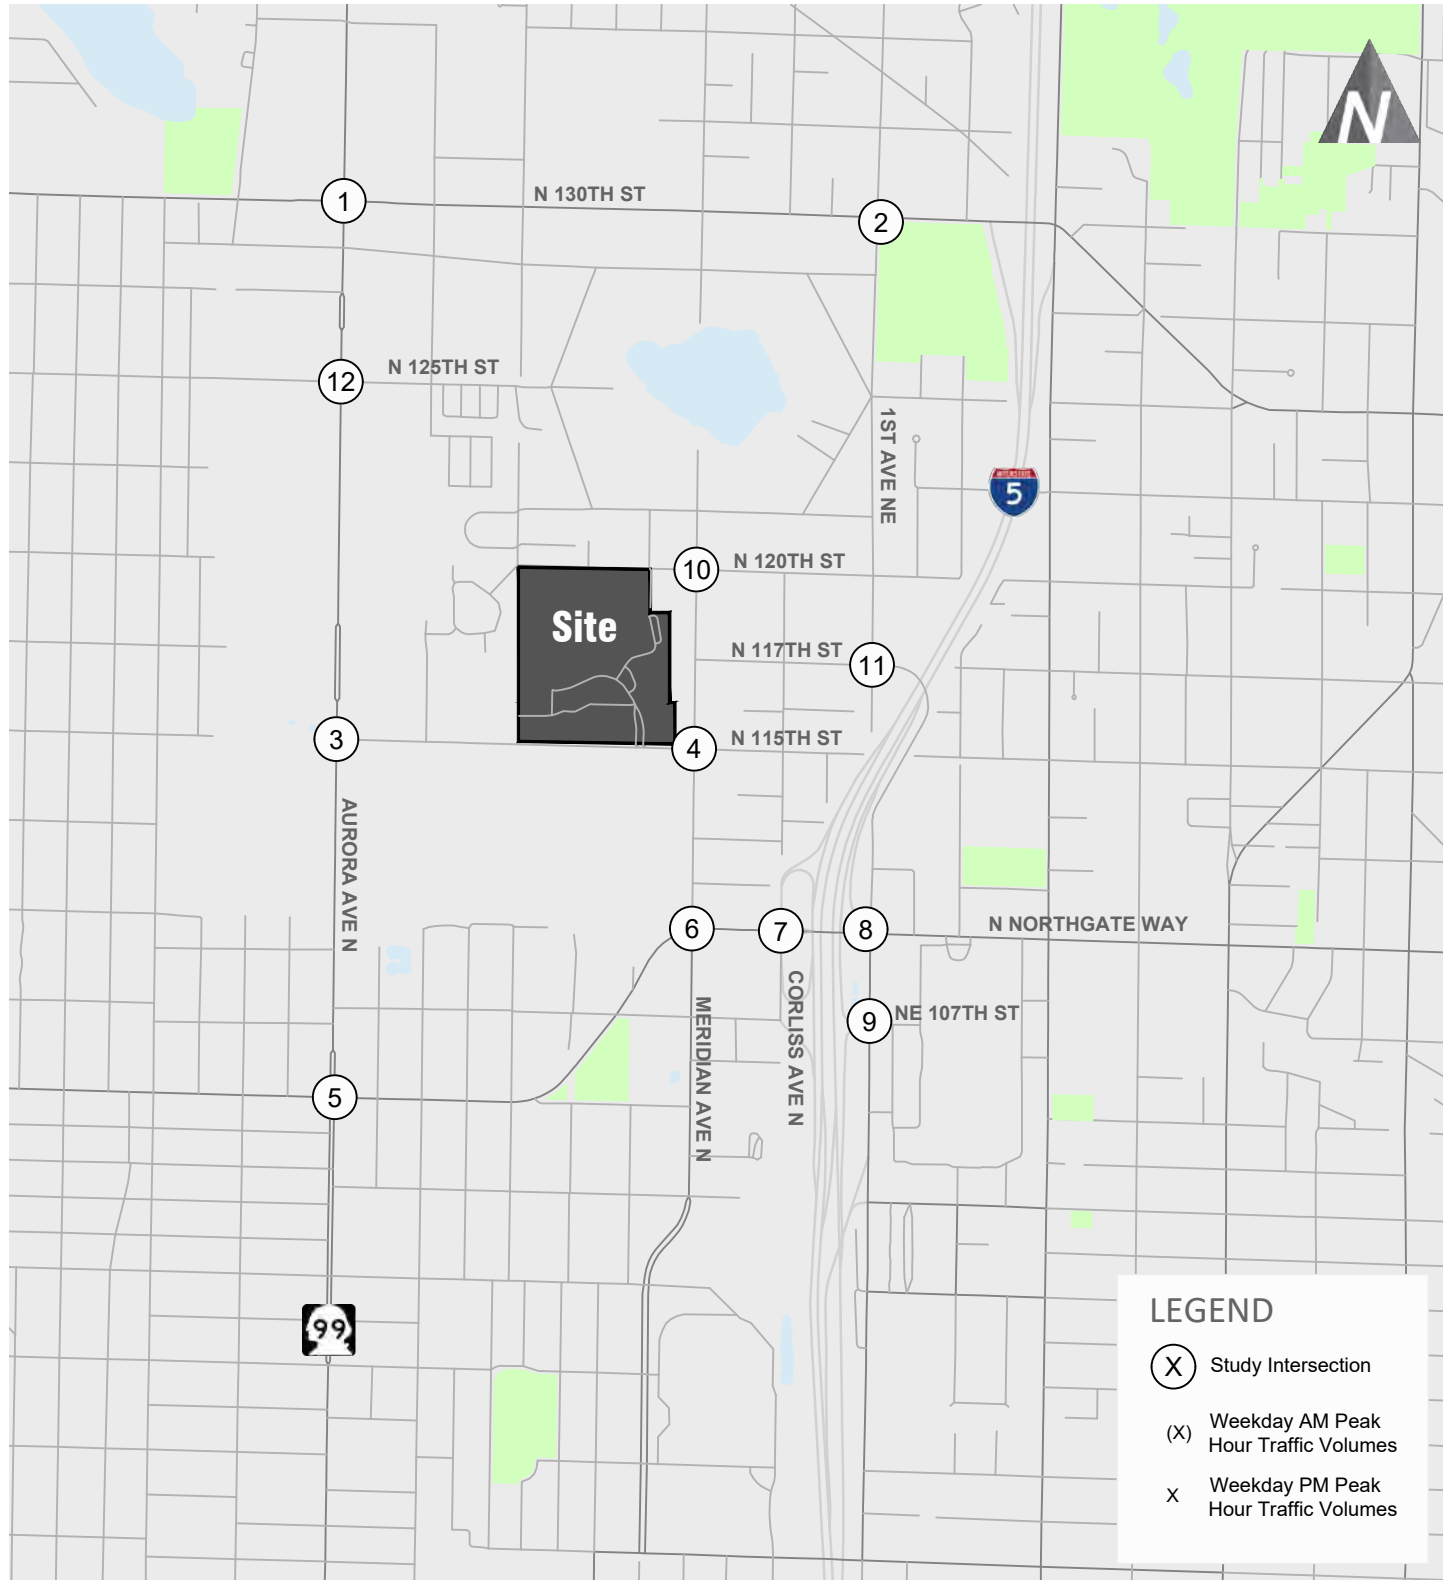 N
1
N 130TH ST
2
12
N 125TH ST
1ST AVE NE
INTERSTATE
5
10
N 120TH ST
Site
N 117TH ST
11
3
4
N 115TH ST
AURORA AVE N
6
7
8
N NORTHGATE WAY
MERIDIAN AVE N
CORLISS AVE N
9
NE 107TH ST
5
99
LEGEND
X
Study Intersection
(X)
Weekday AM Peak
Hour Traffic Volumes
X
Weekday PM Peak
Hour Traffic Volumes